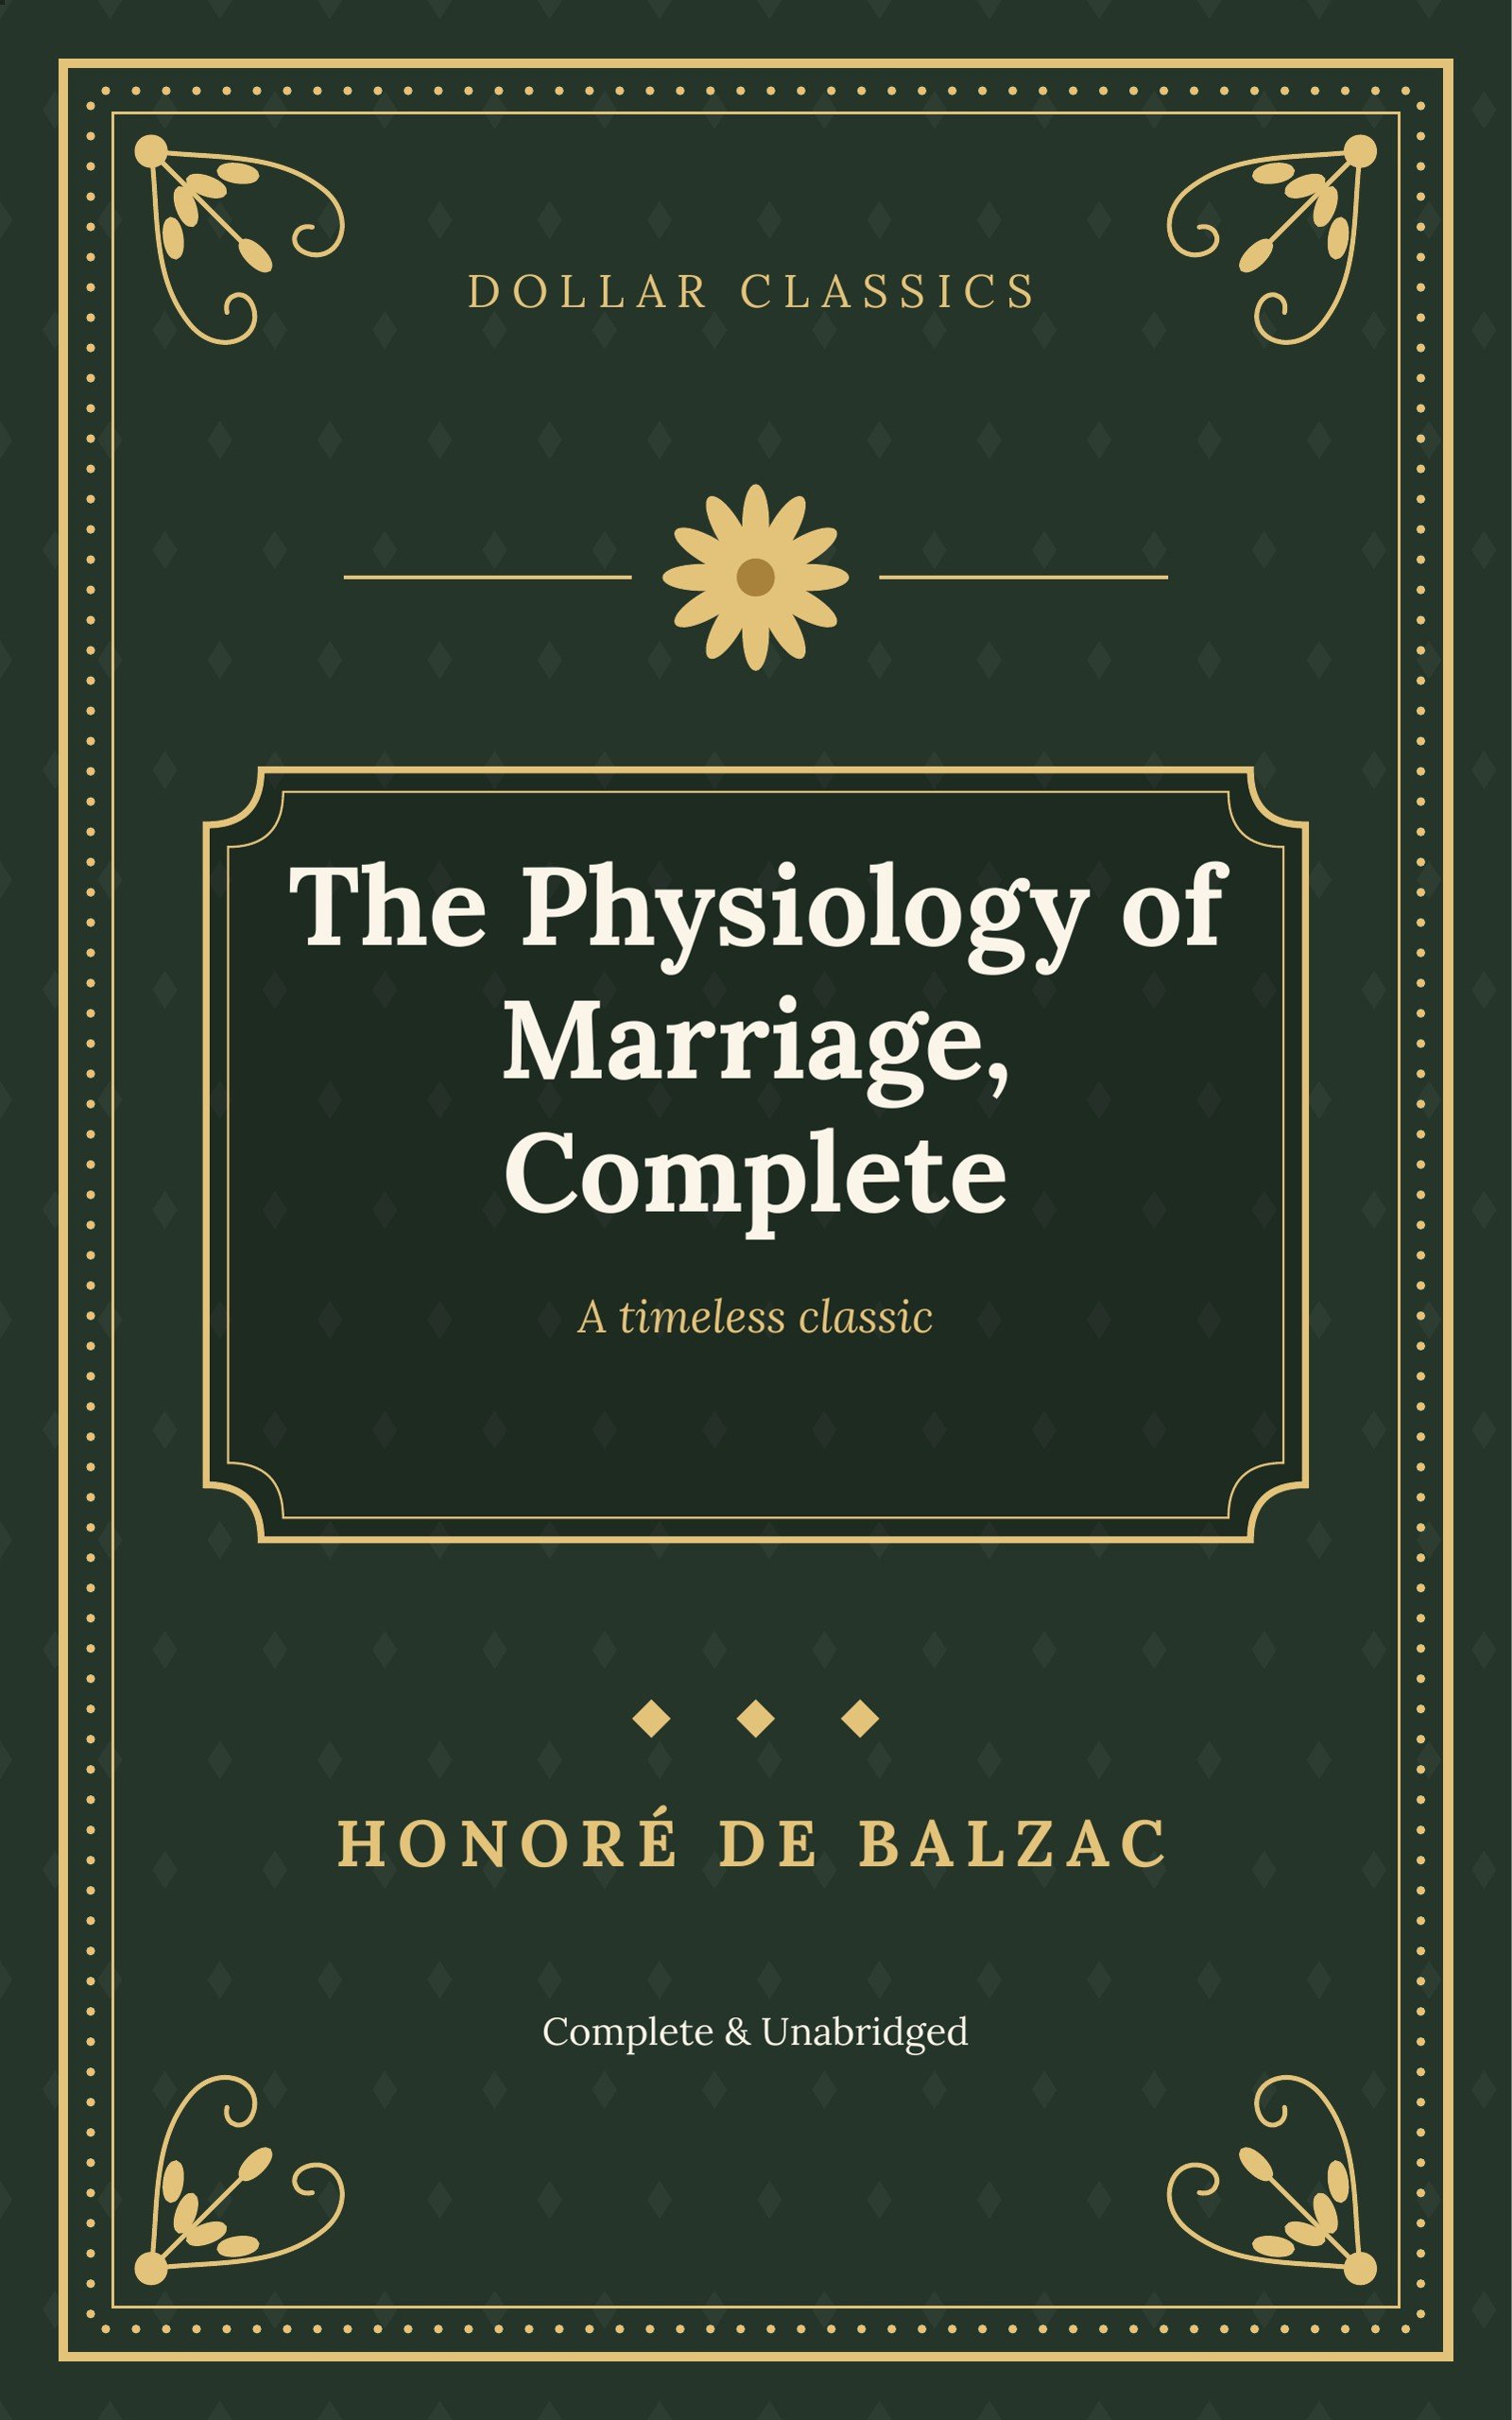 DOLLAR CLASSICS
The Physiology of
Marriage,
Complete
A timeless classic
HONORÉ DE BALZAC
Complete & Unabridged